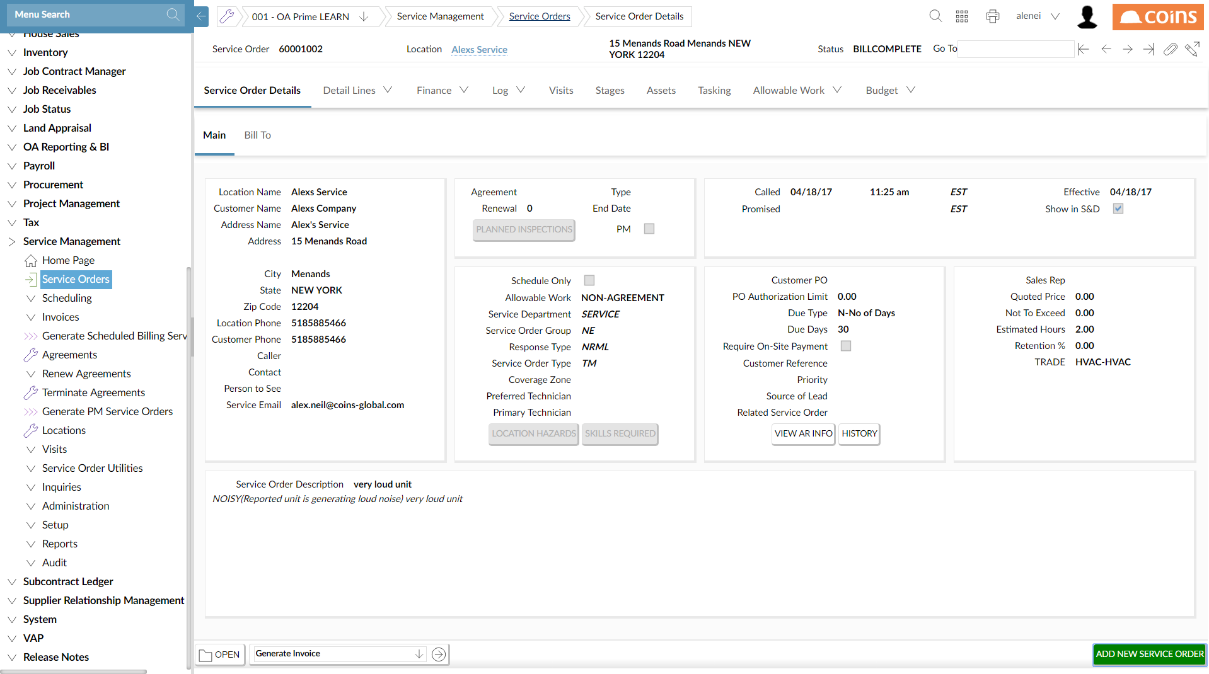 Menu Search
001 - OA Prime LEARN
Service Management
Service Orders
Service Order Details
alenei
COINS
House Sales
Inventory
Job Contract Manager
Job Receivables
Job Status
Land Appraisal
OA Reporting & BI
Payroll
Procurement
Project Management
Tax
Service Management
Home Page
Service Orders
Scheduling
Invoices
Generate Scheduled Billing Serv
Agreements
Renew Agreements
Terminate Agreements
Generate PM Service Orders
Locations
Visits
Service Order Utilities
Inquiries
Administration
Setup
Reports
Audit
Subcontract Ledger
Supplier Relationship Management
System
VAP
Release Notes
Service Order 60001002
Location Alexs Service
15 Menands Road Menands NEW
YORK 12204
Status BILLCOMPLETE
Go To
Service Order Details
Detail Lines
Finance
Log
Visits
Stages
Assets
Tasking
Allowable Work
Budget
Main
Bill To
Location Name Alexs Service
Customer Name Alexs Company
Address Name Alex's Service
Address 15 Menands Road
City Menands
State NEW YORK
Zip Code 12204
Location Phone 5185885466
Customer Phone 5185885466
Caller
Contact
Person to See
Service Email alex.neil@coins-global.com
Agreement Type
Renewal 0 End Date
PLANNED INSPECTIONS PM
Called 04/18/17 11:25 am EST Effective 04/18/17
Promised EST Show in S&D
Schedule Only
Allowable Work NON-AGREEMENT
Service Department SERVICE
Service Order Group NE
Response Type NRML
Service Order Type TM
Coverage Zone
Preferred Technician
Primary Technician
LOCATION HAZARDS SKILLS REQUIRED
Customer PO
PO Authorization Limit 0.00
Due Type N-No of Days
Due Days 30
Require On-Site Payment
Customer Reference
Priority
Source of Lead
Related Service Order
VIEW AR INFO HISTORY
Sales Rep
Quoted Price 0.00
Not To Exceed 0.00
Estimated Hours 2.00
Retention % 0.00
TRADE HVAC-HVAC
Service Order Description very loud unit
NOISY(Reported unit is generating loud noise) very loud unit
OPEN
Generate Invoice
ADD NEW SERVICE ORDER